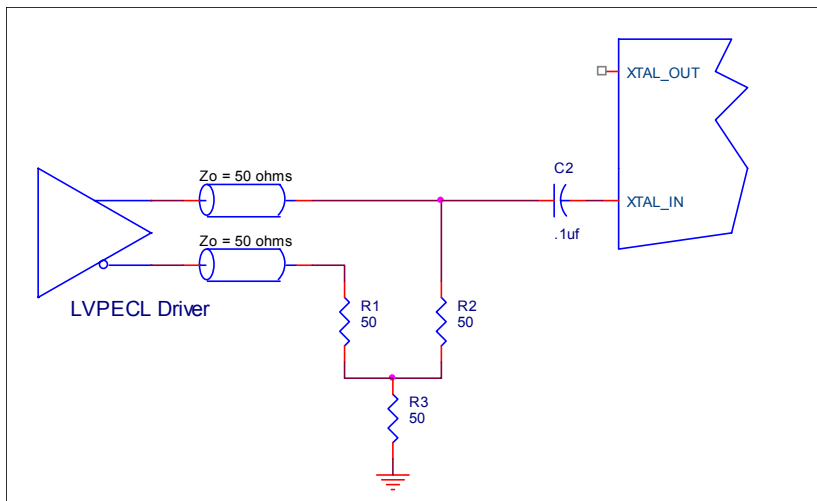 XTAL_OUT
C2
Zo = 50 ohms
XTAL_IN
.1uf
Zo = 50 ohms
LVPECL Driver
R1
50
R2
50
R3
50